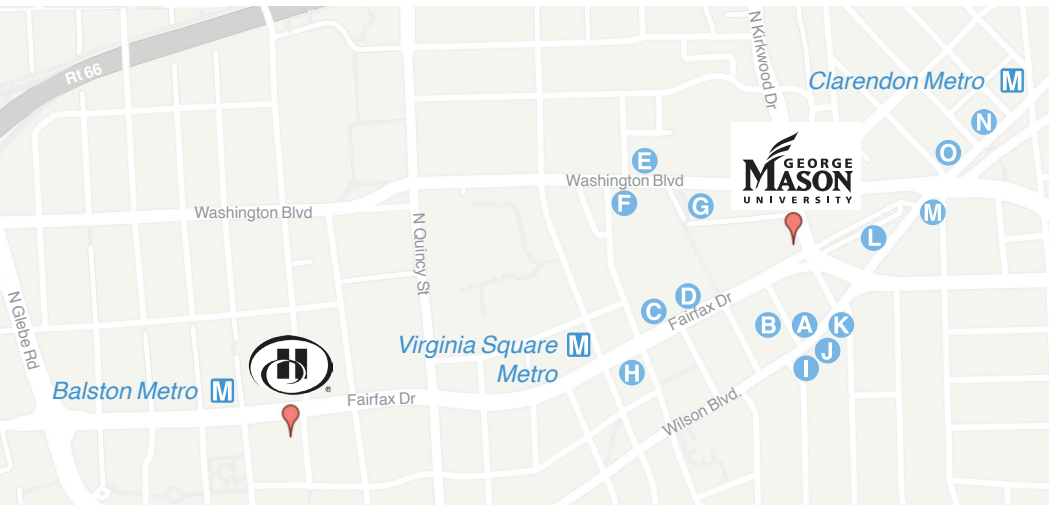 Rt 66
N Kirkwood Dr
Clarendon Metro M
N
O
GEORGE
MASON
UNIVERSITY
E
Washington Blvd
F
G
Washington Blvd
M
L
N Quincy St
N Glebe Rd
C
D
Fairfax Dr
B
A
K
J
I
Virginia Square M
Metro
H
H
®
Balston Metro M
Fairfax Dr
Wilson Blvd.